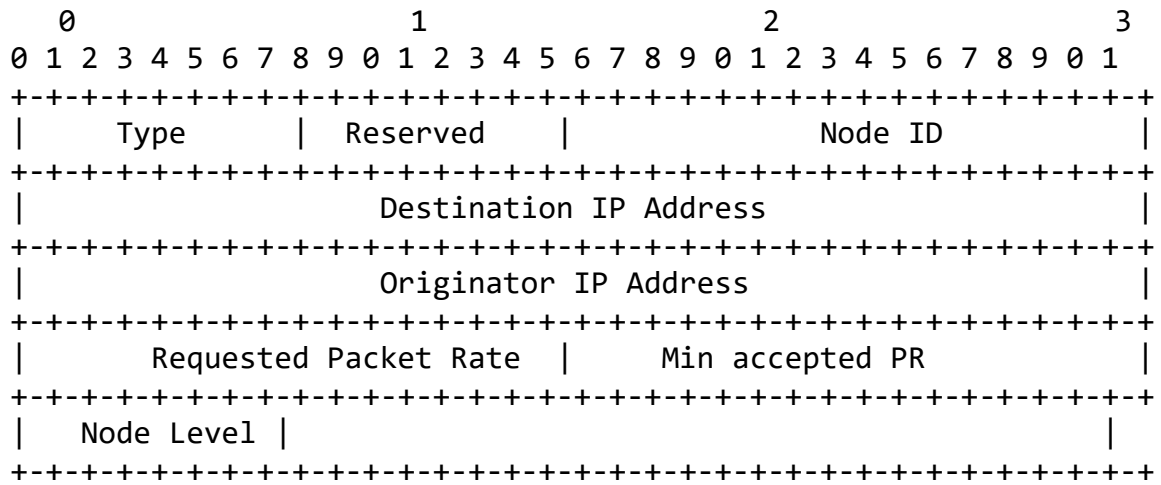 0 1 2 3
0 1 2 3 4 5 6 7 8 9 0 1 2 3 4 5 6 7 8 9 0 1 2 3 4 5 6 7 8 9 0 1
+-+-+-+-+-+-+-+-+-+-+-+-+-+-+-+-+-+-+-+-+-+-+-+-+-+-+-+-+-+-+-+-+
| Type | Reserved | Node ID |
+-+-+-+-+-+-+-+-+-+-+-+-+-+-+-+-+-+-+-+-+-+-+-+-+-+-+-+-+-+-+-+-+
| Destination IP Address |
+-+-+-+-+-+-+-+-+-+-+-+-+-+-+-+-+-+-+-+-+-+-+-+-+-+-+-+-+-+-+-+-+
| Originator IP Address |
+-+-+-+-+-+-+-+-+-+-+-+-+-+-+-+-+-+-+-+-+-+-+-+-+-+-+-+-+-+-+-+-+
| Requested Packet Rate | Min accepted PR |
+-+-+-+-+-+-+-+-+-+-+-+-+-+-+-+-+-+-+-+-+-+-+-+-+-+-+-+-+-+-+-+-+
| Node Level | |
+-+-+-+-+-+-+-+-+-+-+-+-+-+-+-+-+-+-+-+-+-+-+-+-+-+-+-+-+-+-+-+-+